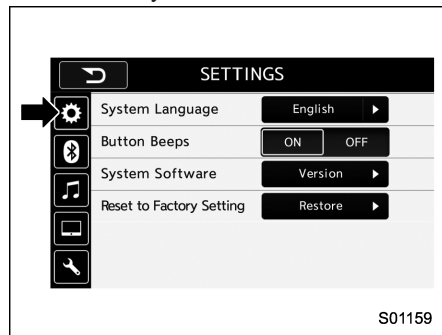 SETTINGS
System Language English
Button Beeps ON OFF
System Software Version
Reset to Factory Setting Restore
S01159